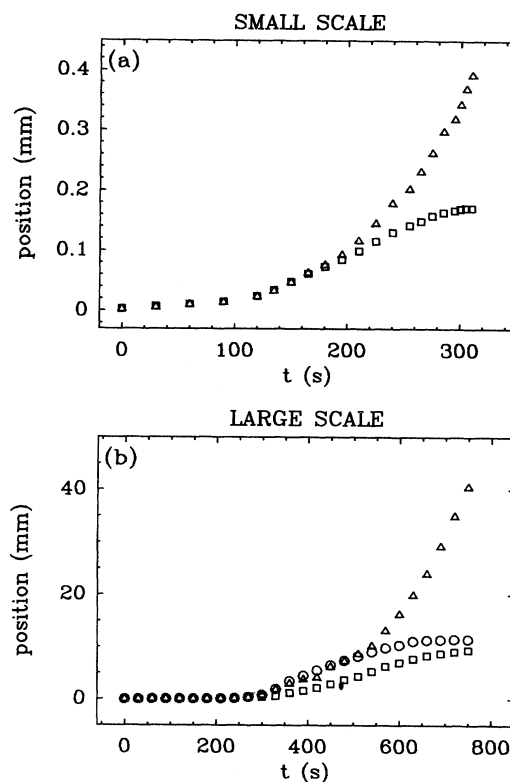 SMALL SCALE
(a)
0.4
0.3
0.2
0.1
0
position (mm)
0 100 200 300
t (s)
LARGE SCALE
(b)
40
20
0
position (mm)
0 200 400 600 800
t (s)